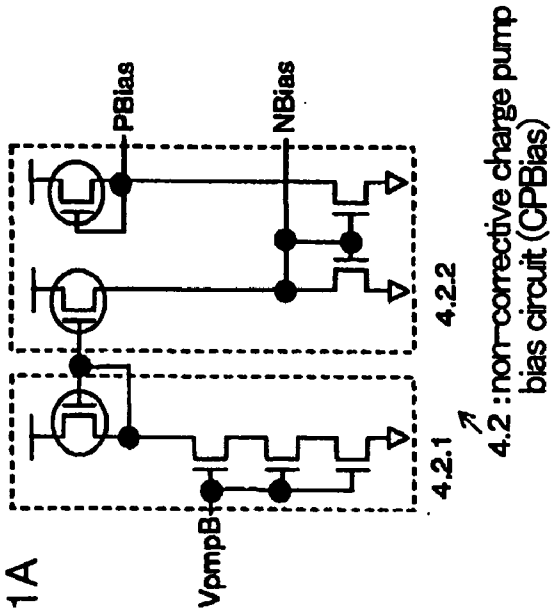 1A
PBias
NBias
VpmpB
4.2.1
4.2.2
4.2 : non-corrective charge pump
bias circuit (CPBias)